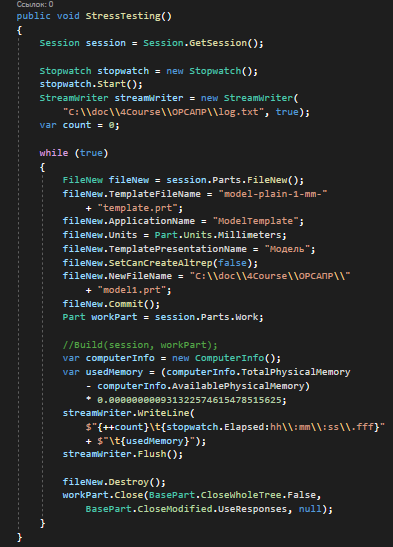 Ссылок: 0
public void StressTesting()
{
    Session session = Session.GetSession();

    Stopwatch stopwatch = new Stopwatch();
    stopwatch.Start();
    StreamWriter streamWriter = new StreamWriter(
        "C:\\doc\\4Course\\ОРСАПР\\log.txt", true);
    var count = 0;

    while (true)
    {
        FileNew fileNew = session.Parts.FileNew();
        fileNew.TemplateFileName = "model-plain-1-mm-"
            + "template.prt";
        fileNew.ApplicationName = "ModelTemplate";
        fileNew.Units = Part.Units.Millimeters;
        fileNew.TemplatePresentationName = "Модель";
        fileNew.SetCanCreateAltrep(false);
        fileNew.NewFileName = "C:\\doc\\4Course\\ОРСАПР\\"
            + "model1.prt";
        fileNew.Commit();
        Part workPart = session.Parts.Work;

        //Build(session, workPart);
        var computerInfo = new ComputerInfo();
        var usedMemory = (computerInfo.TotalPhysicalMemory
            - computerInfo.AvailablePhysicalMemory)
            * 0.000000000931322574615478515625;
        streamWriter.WriteLine(
            $"{++count}\t{stopwatch.Elapsed:hh\\:mm\\:ss\\.fff}"
            + $"\t{usedMemory}");
        streamWriter.Flush();

        fileNew.Destroy();
        workPart.Close(BasePart.CloseWholeTree.False,
            BasePart.CloseModified.UseResponses, null);
    }
}